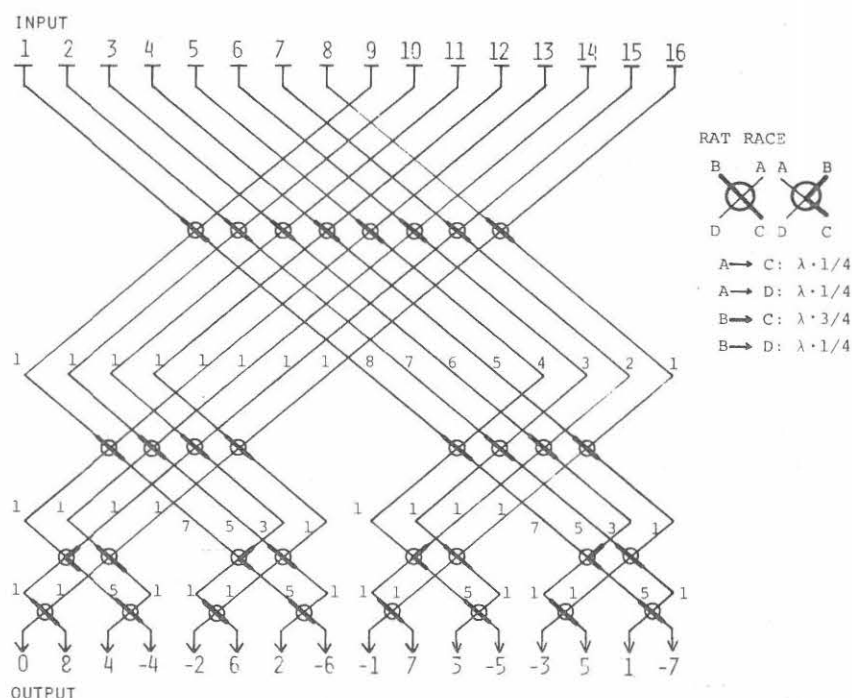 INPUT
1 2 3 4 5 6 7 8 9 10 11 12 13 14 15 16
RAT RACE
B A A B
D C D C
A → C: λ·1/4
A → D: λ·1/4
B → C: λ·3/4
B → D: λ·1/4
1 1 1 1 1 1 1 1 8 7 6 5 4 3 2 1
1 1 1 1 7 5 3 1 1 1 1 1 7 5 3 1
1 1 5 1 1 1 5 1 1 1 5 1 1 1 5 1
0 8 4 -4 -2 6 2 -6 -1 7 3 -5 -3 5 1 -7
OUTPUT